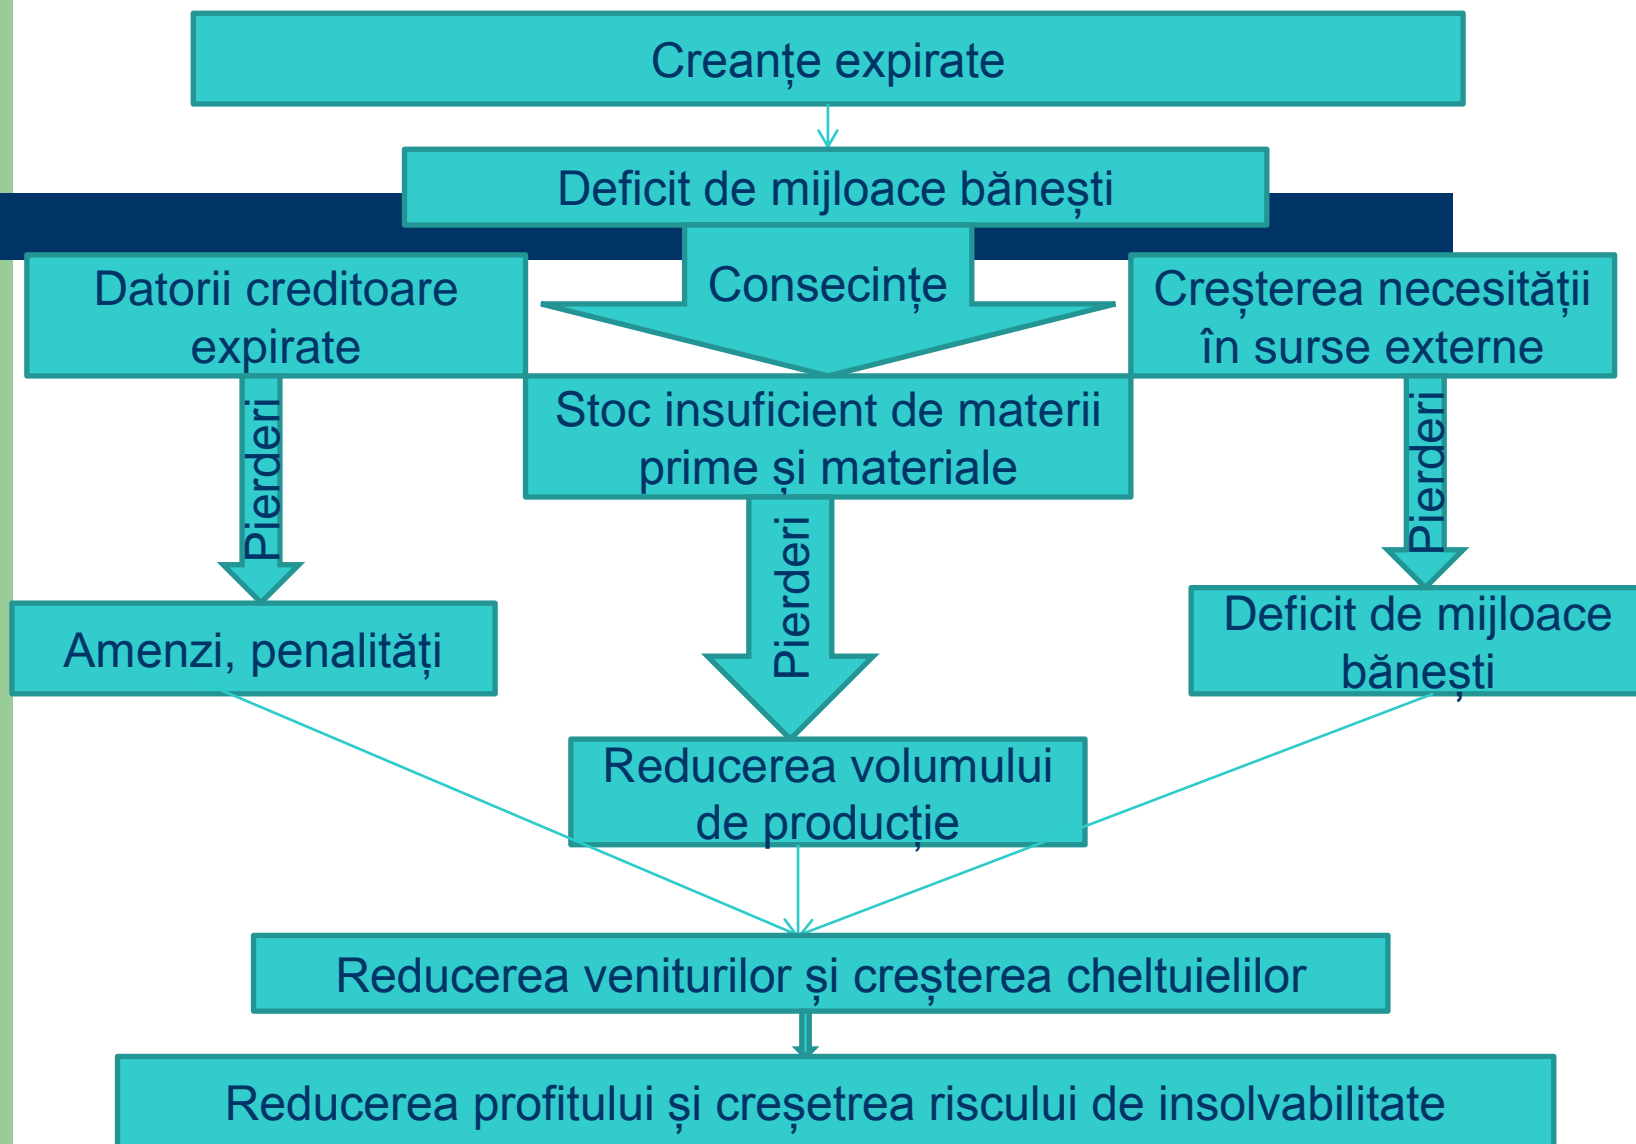 Creanțe expirate
Deficit de mijloace bănești
Consecințe
Datorii creditoare
expirate
Creșterea necesității
în surse externe
Stoc insuficient de materii
prime și materiale
Pierderi
Pierderi
Pierderi
Amenzi, penalități
Deficit de mijloace
bănești
Reducerea volumului
de producție
Reducerea veniturilor și creșterea cheltuielilor
Reducerea profitului și creșetrea riscului de insolvabilitate